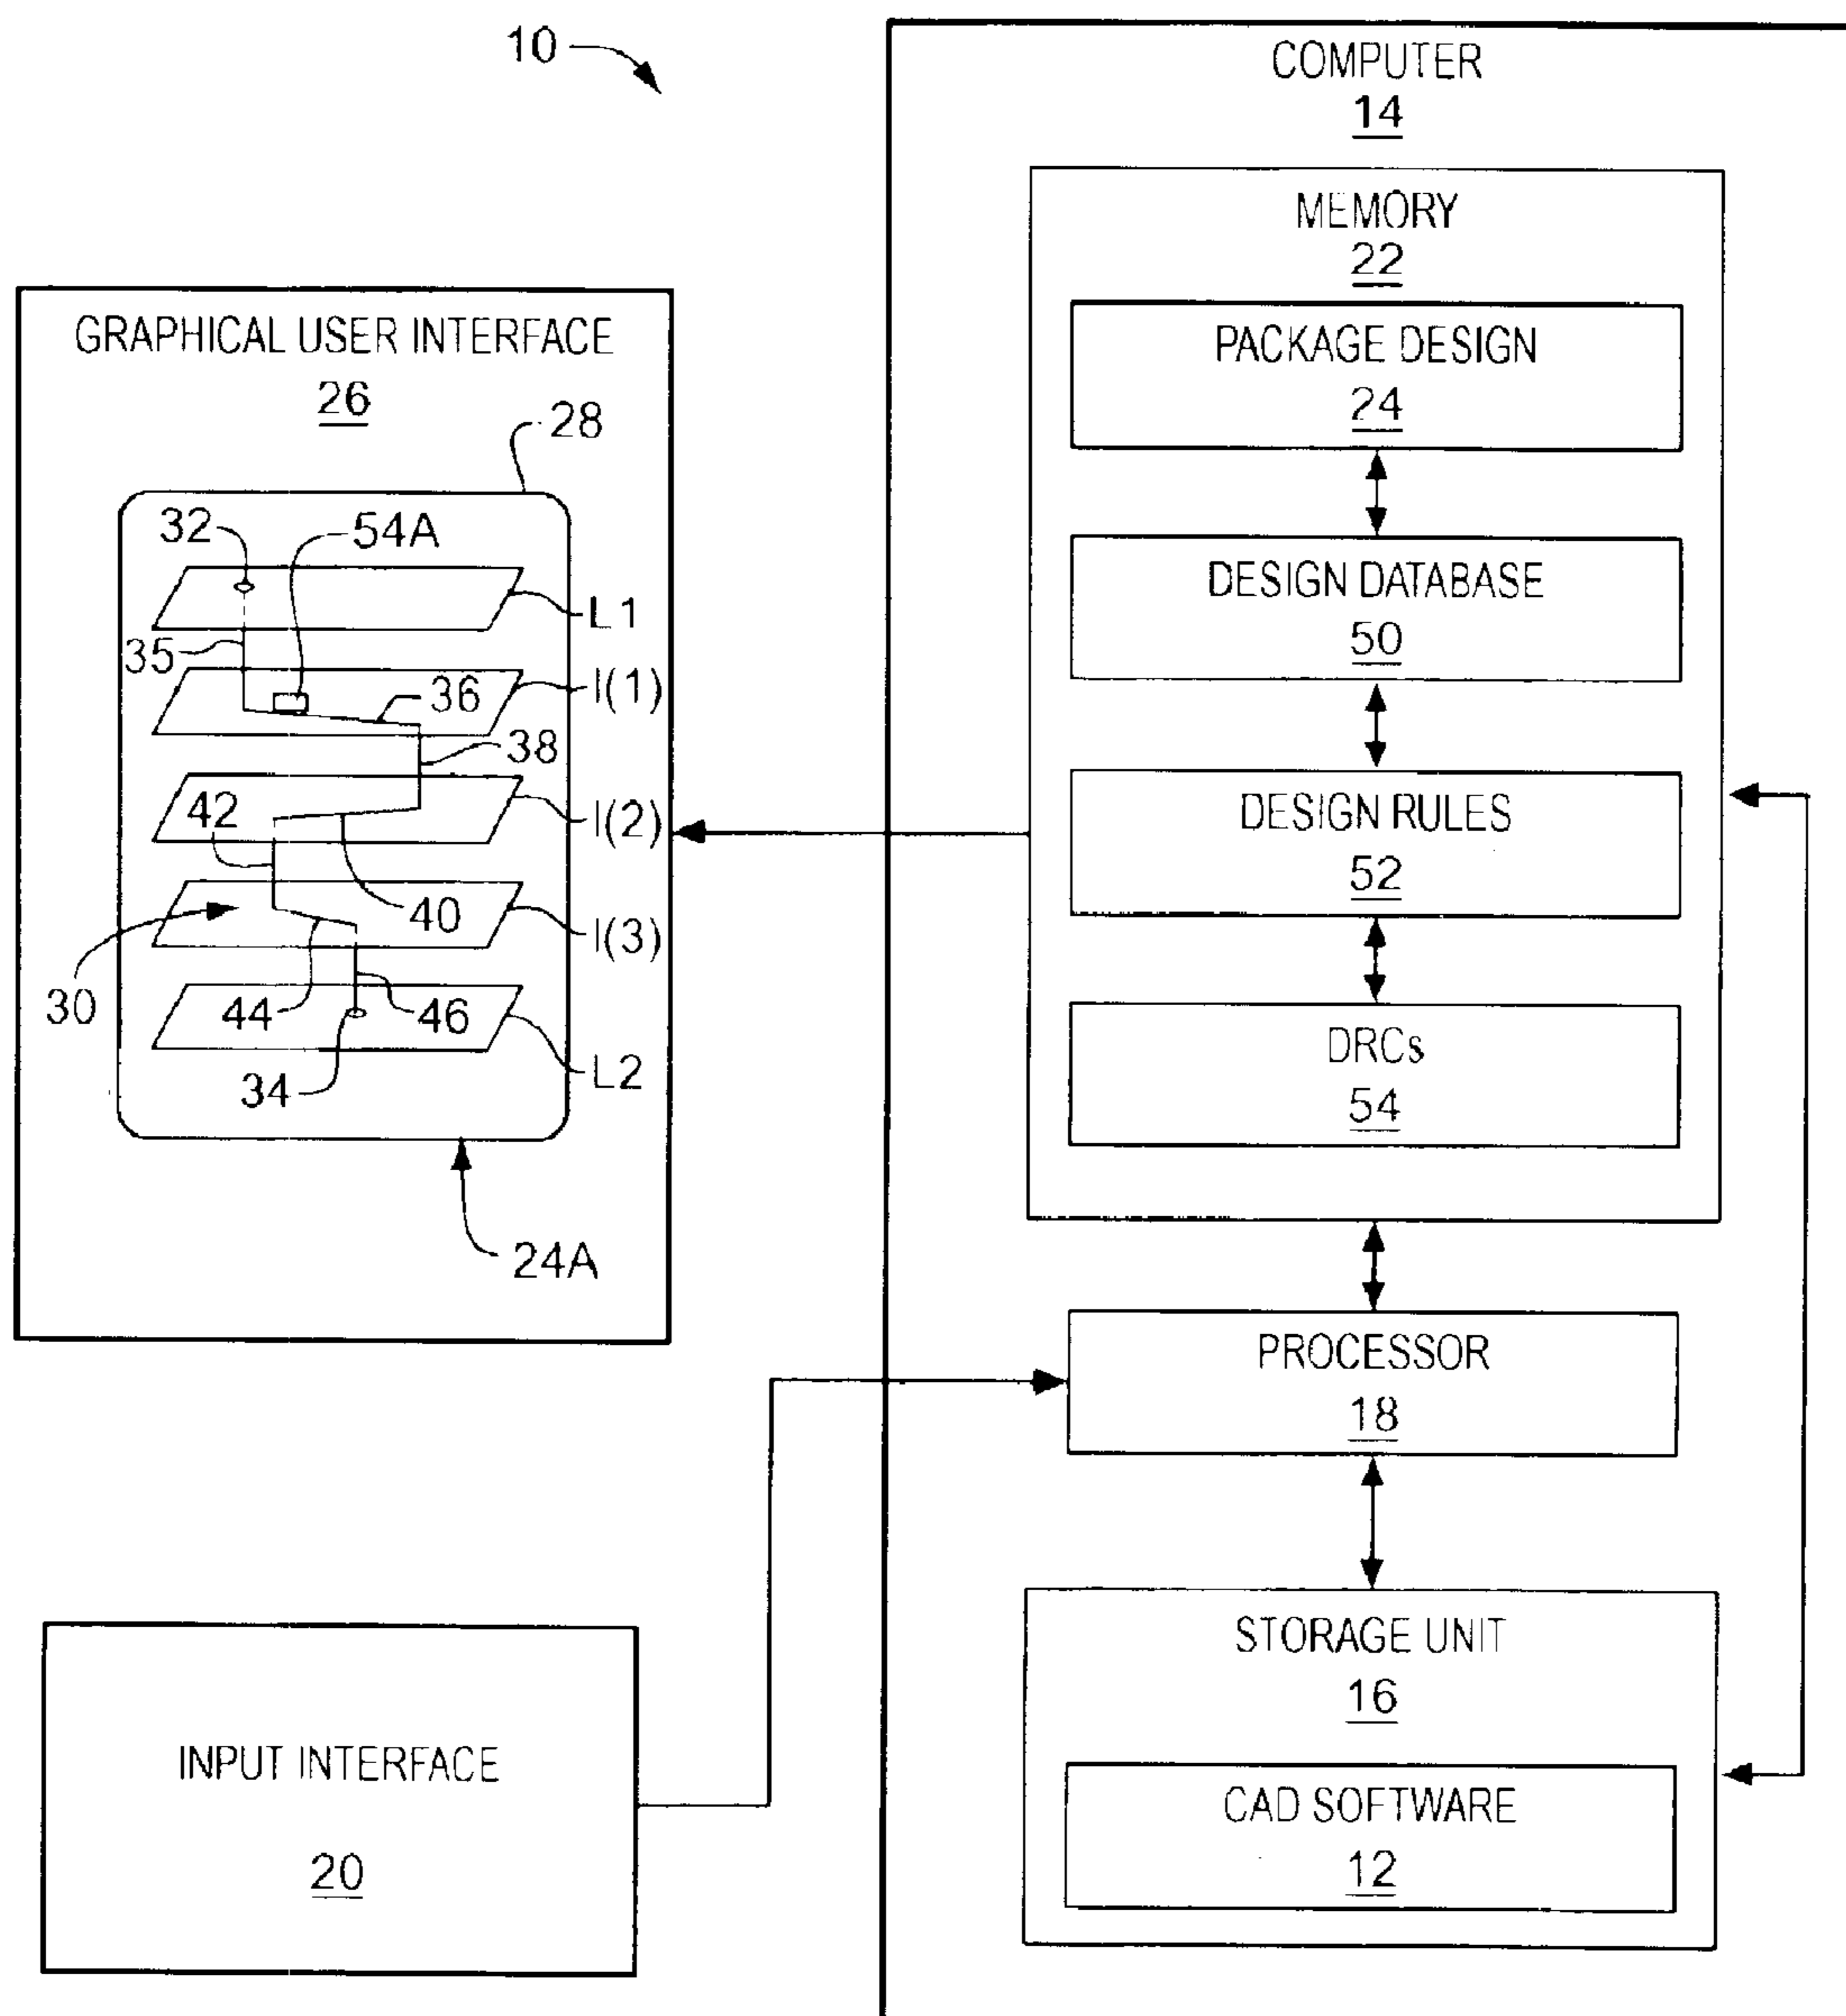 10
COMPUTER
14
MEMORY
22
PACKAGE DESIGN
24
DESIGN DATABASE
50
DESIGN RULES
52
DRCs
54
PROCESSOR
18
STORAGE UNIT
16
CAD SOFTWARE
12
GRAPHICAL USER INTERFACE
26
28
32
54A
L1
35
I(1)
36
38
42
I(2)
40
I(3)
30
44
46
34
L2
24A
INPUT INTERFACE
20